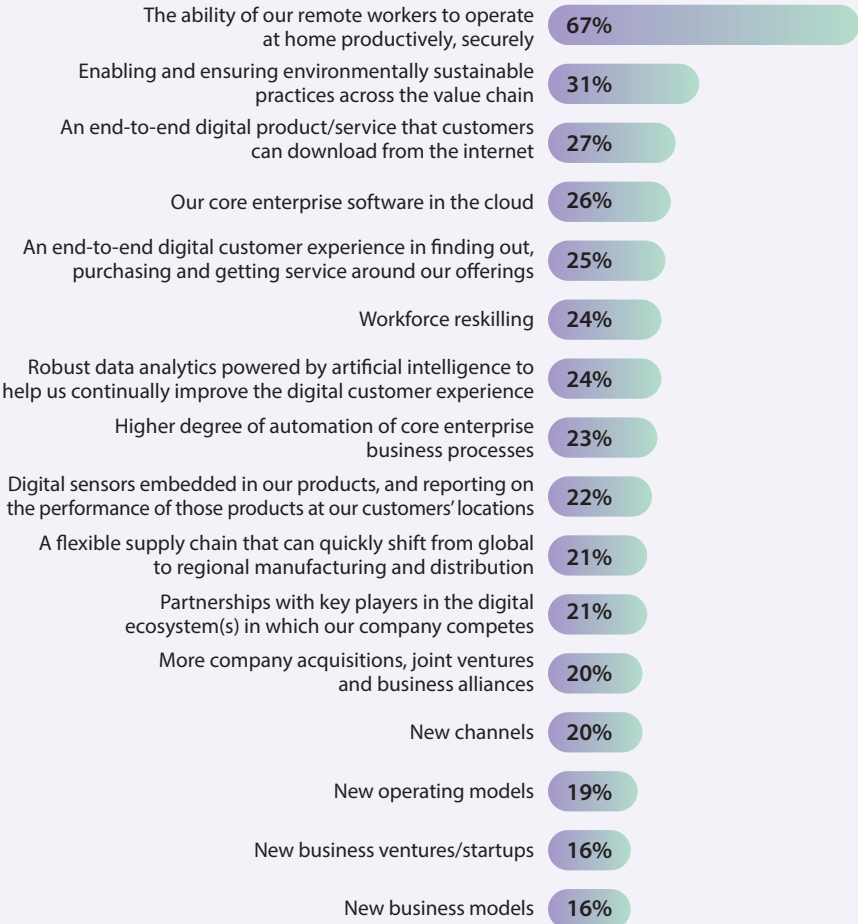 The ability of our remote workers to operate
at home productively, securely
67%
Enabling and ensuring environmentally sustainable
practices across the value chain
31%
An end-to-end digital product/service that customers
can download from the internet
27%
Our core enterprise software in the cloud
26%
An end-to-end digital customer experience in finding out,
purchasing and getting service around our offerings
25%
Workforce reskilling
24%
Robust data analytics powered by artificial intelligence to
help us continually improve the digital customer experience
24%
Higher degree of automation of core enterprise
business processes
23%
Digital sensors embedded in our products, and reporting on
the performance of those products at our customers' locations
22%
A flexible supply chain that can quickly shift from global
to regional manufacturing and distribution
21%
Partnerships with key players in the digital
ecosystem(s) in which our company competes
21%
More company acquisitions, joint ventures
and business alliances
20%
New channels
20%
New operating models
19%
New business ventures/startups
16%
New business models
16%